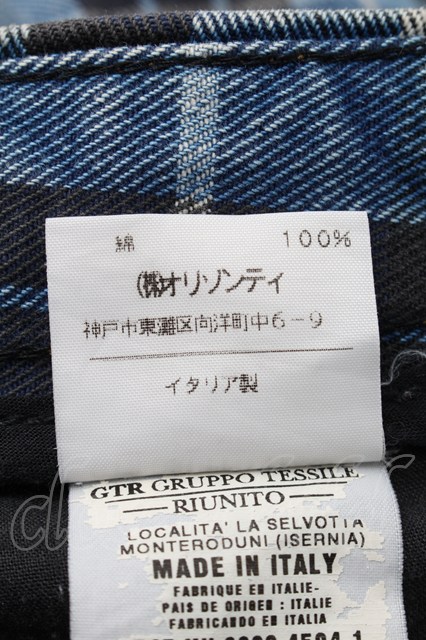 綿 100%
(株)オリゾンティ
神戸市東灘区向洋町中6-9
イタリア製
GTR GRUPPO TESSILE
RIUNITO
LOCALITA' LA SELVOTTA
MONTERODUNI (ISERNIA)
MADE IN ITALY
FABRIQUE EN ITALIE-
PAIS DE ORIGEN : ITALIE
FABRICANDO EN ITALIE